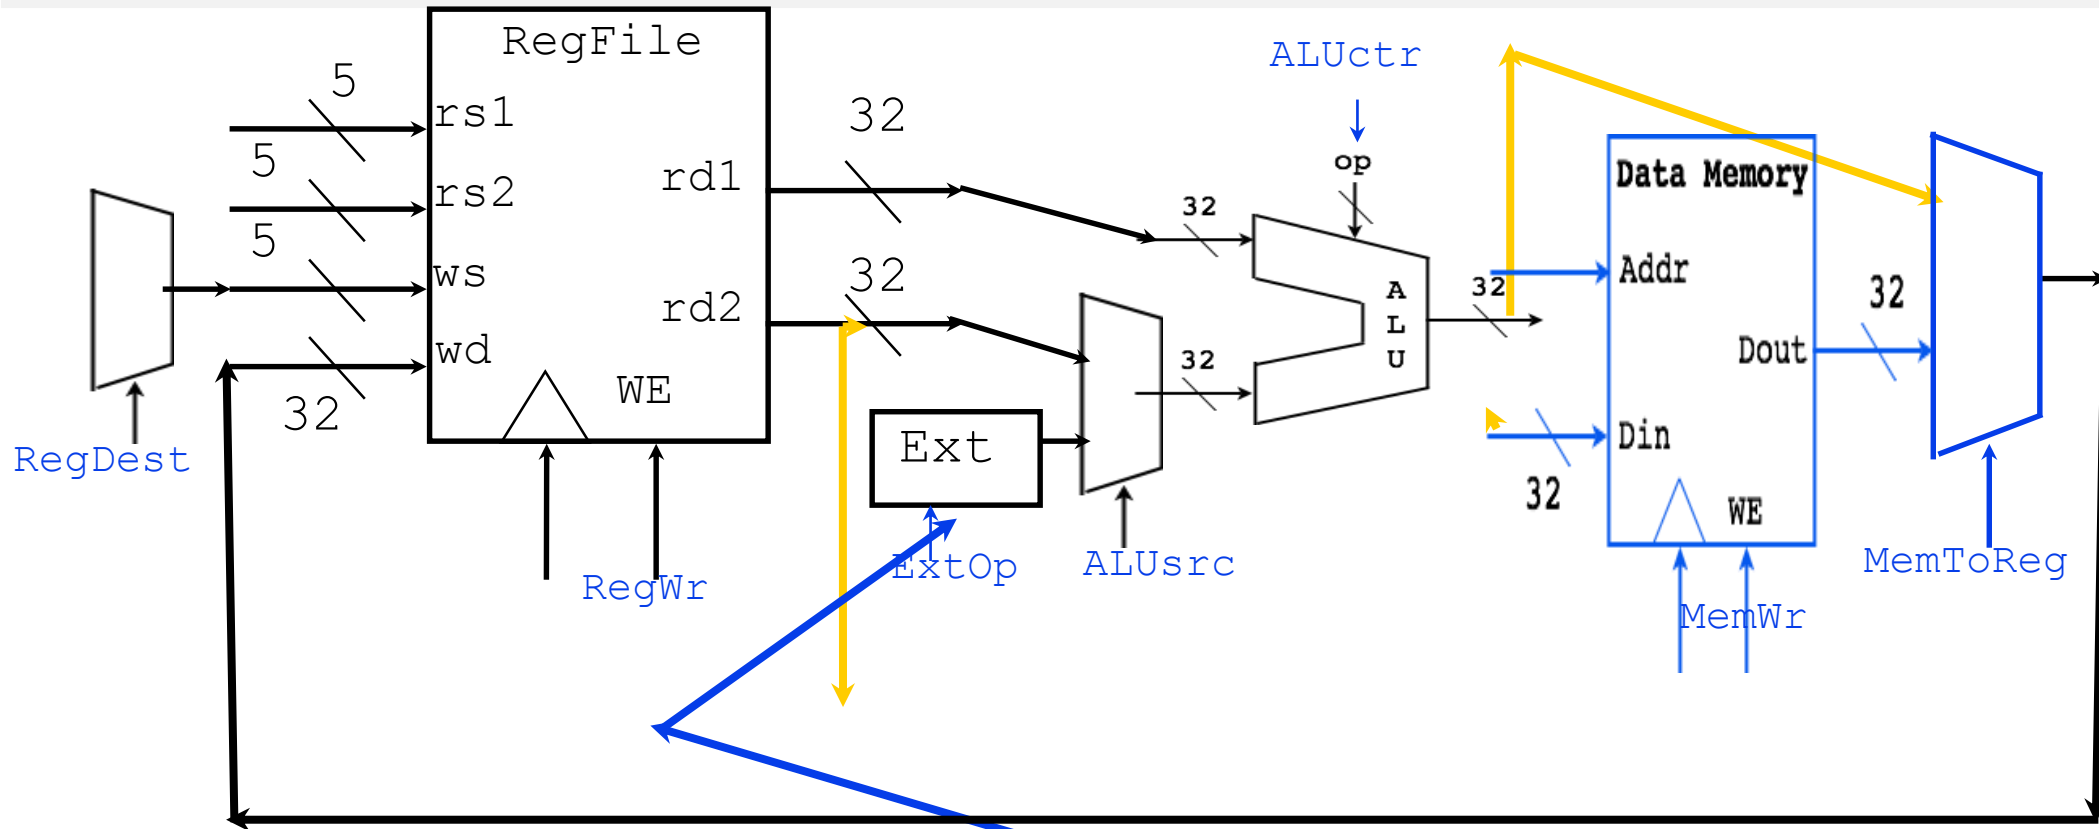 RegFile
ALUctr
5
rs1
32
5
op
Data Memory
rs2
rd1
32
5
ws
32
A
L
U
32
Addr
32
rd2
wd
32
Dout
WE
32
Ext
Din
RegDest
32
WE
ExtOp
ALUsrc
MemToReg
RegWr
MemWr